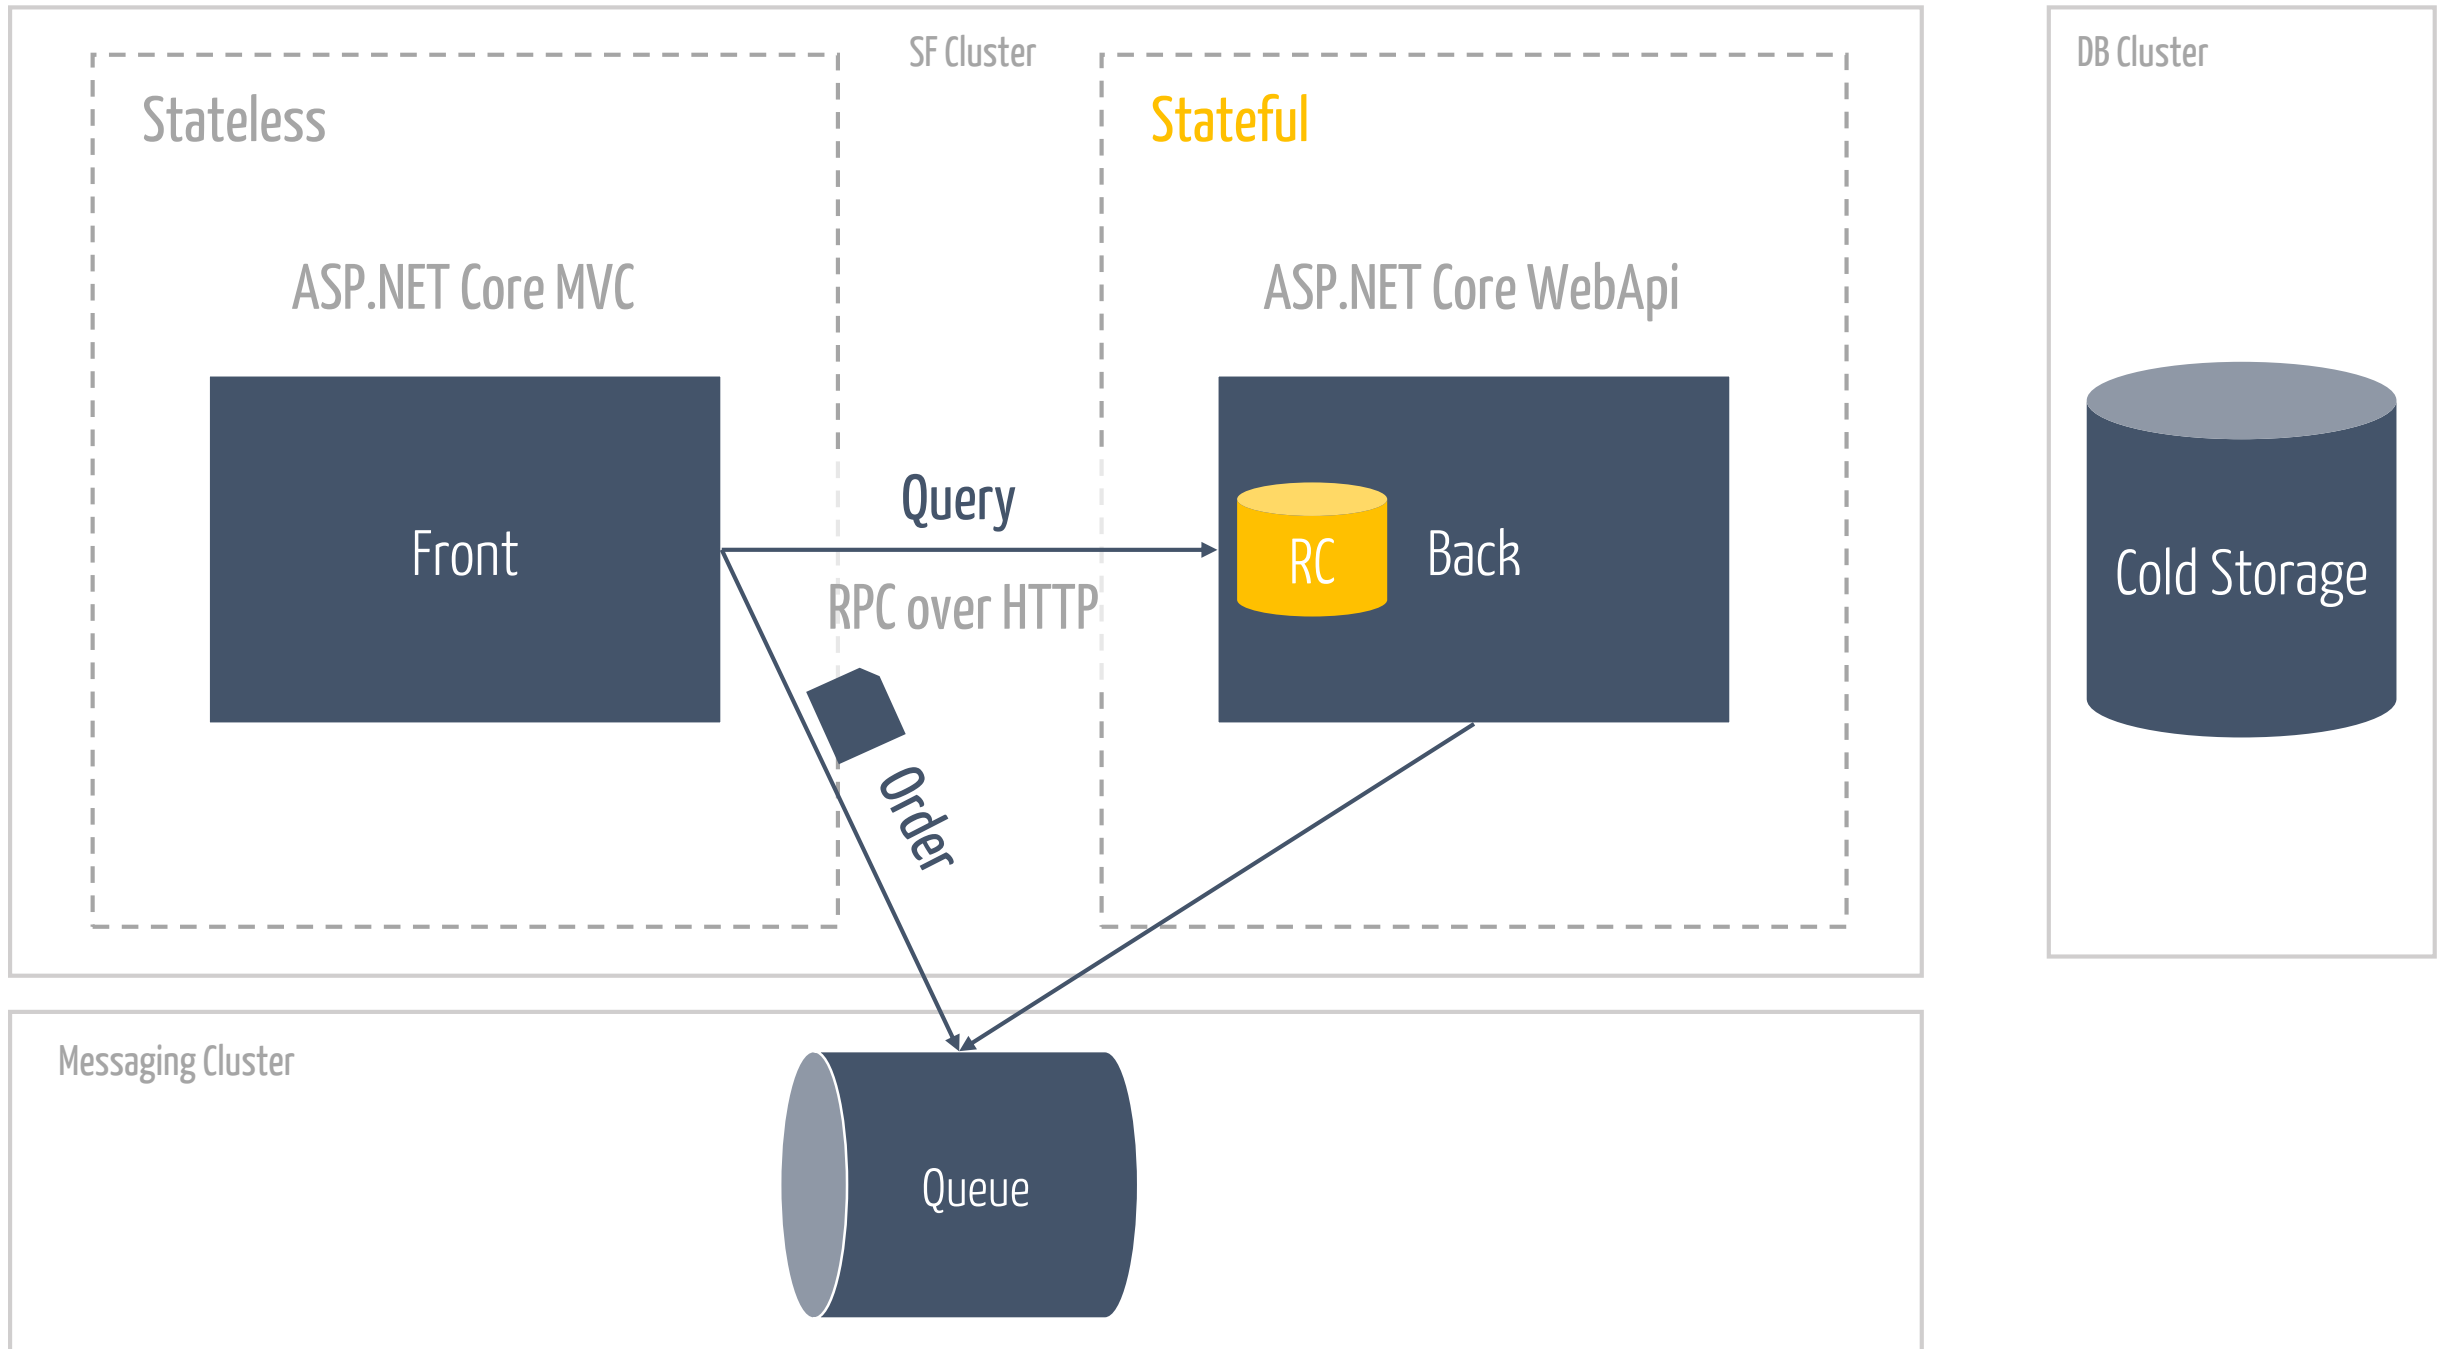 SF Cluster
DB Cluster
Stateless
Stateful
ASP.NET Core MVC
ASP.NET Core WebApi
Front
Query
RPC over HTTP
RC
Back
Cold Storage
Order
Messaging Cluster
Queue